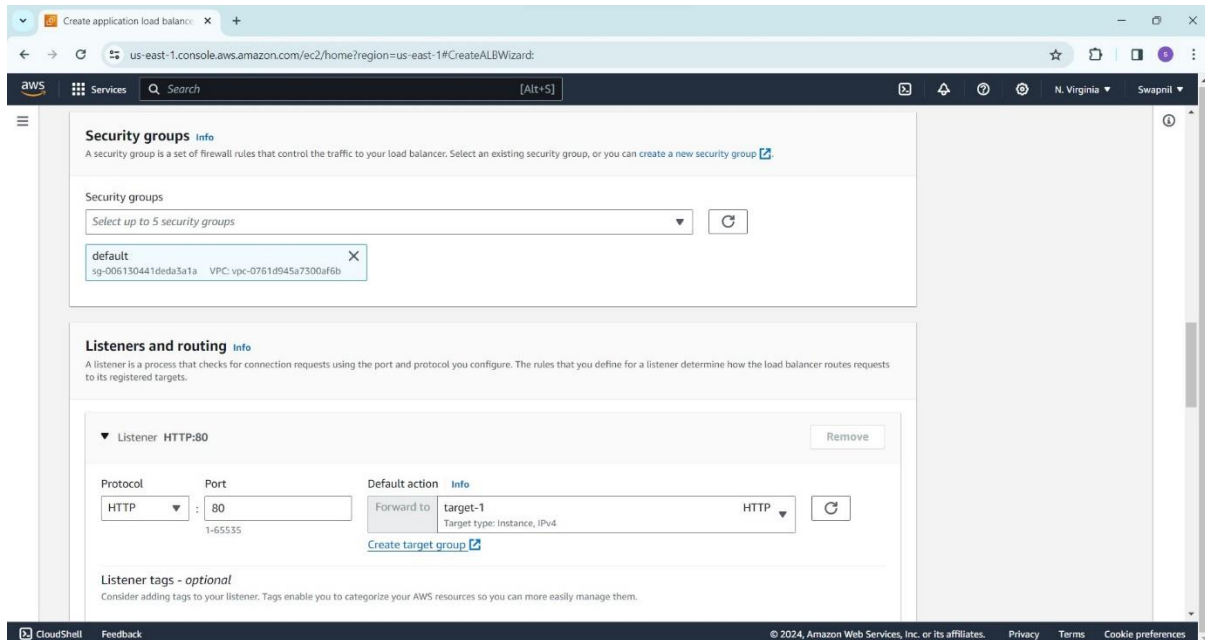 Create application load balance
us-east-1.console.aws.amazon.com/ec2/home?region=us-east-1#CreateALBWizard:
S
aws
Services
Search
[Alt+S]
N. Virginia
Swapnil
Security groups Info
A security group is a set of firewall rules that control the traffic to your load balancer. Select an existing security group, or you can create a new security group.
Security groups
Select up to 5 security groups
default
sg-006130441deda3a1a VPC: vpc-0761d945a7300af6b
Listeners and routing Info
A listener is a process that checks for connection requests using the port and protocol you configure. The rules that you define for a listener determine how the load balancer routes requests
to its registered targets.
Listener HTTP:80
Remove
Protocol Port Default action Info
HTTP : 80 Forward to target-1 HTTP
Target type: Instance, IPv4
1-65535
Create target group
Listener tags - optional
Consider adding tags to your listener. Tags enable you to categorize your AWS resources so you can more easily manage them.
CloudShell Feedback © 2024, Amazon Web Services, Inc. or its affiliates. Privacy Terms Cookie preferences